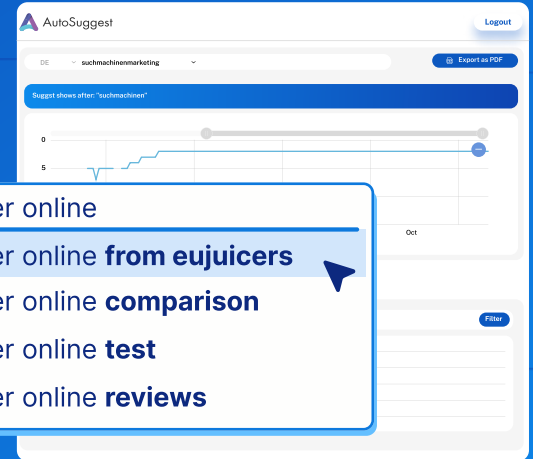 AutoSuggest
Logout
DE suchmachinenmarketing
Export as PDF
Suggst shows after: "suchmachinen"
0
5
Oct
er online
er online from eujuicers
er online comparison
er online test
er online reviews
Filter